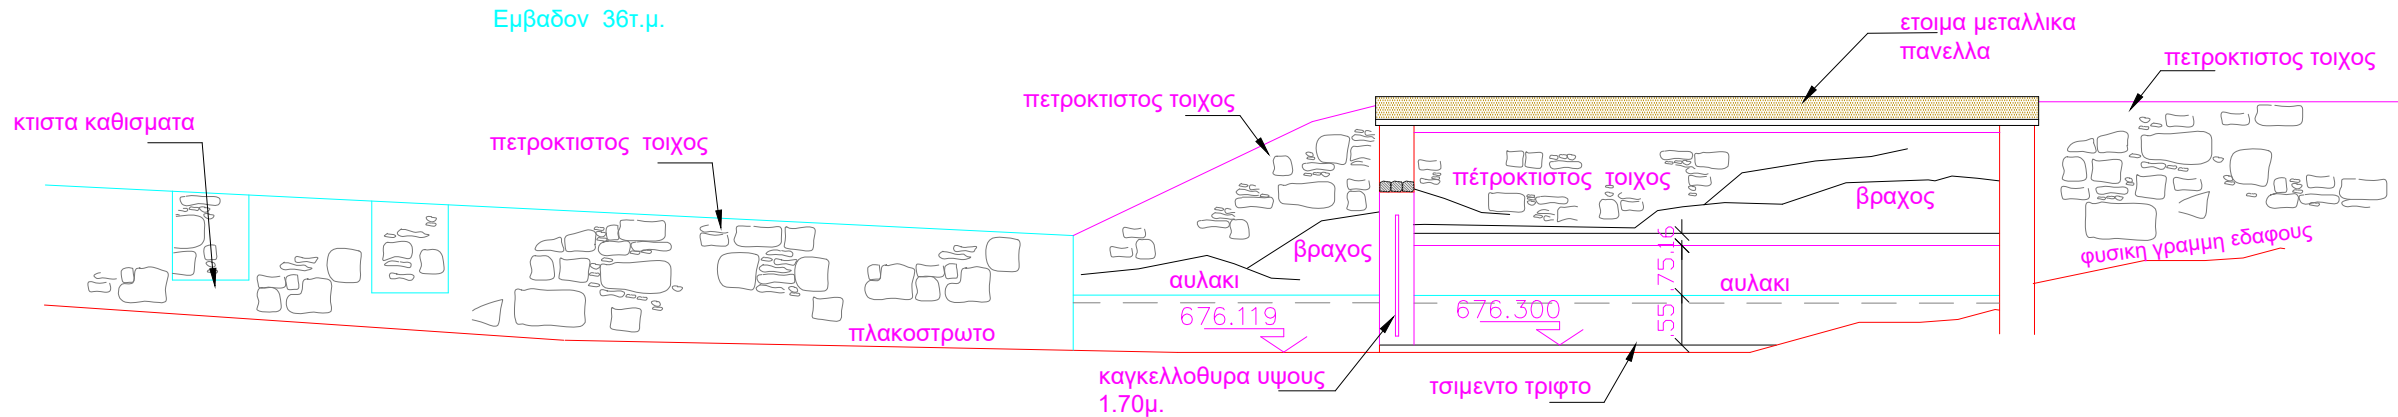 Εμβαδον 36τ.μ.
ετοιμα μεταλλικα
πανελλα
πετροκτιστος τοιχος
πετροκτιστος τοιχος
κτιστα καθισματα
πετροκτιστος τοιχος
πέτροκτιστος τοιχος
βραχος
βραχος
φυσικη γραμμη εδαφους
αυλακι
αυλακι
.16
.75
.55
676.119
676.300
πλακοστρωτο
καγκελλοθυρα υψους
1.70μ.
τσιμεντο τριφτο